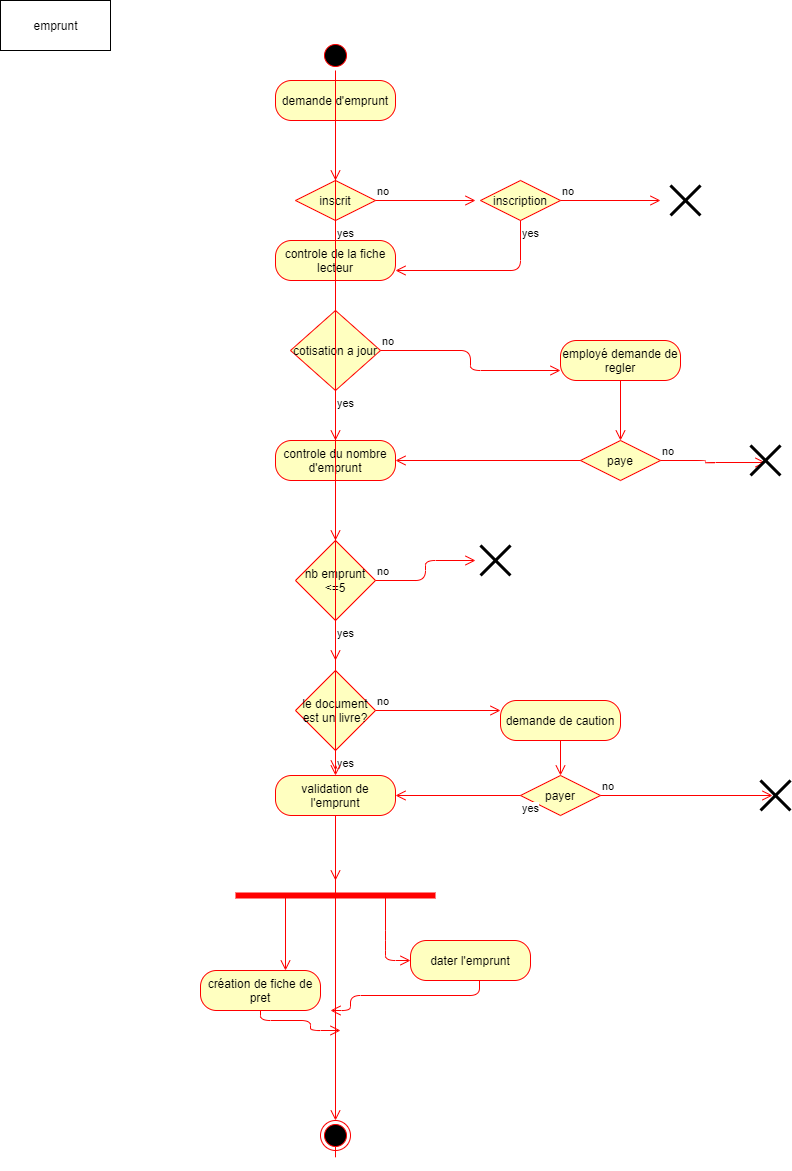 emprunt
demande d'emprunt
inscrit
no
inscription
no
yes
yes
controle de la fiche
lecteur
cotisation a jour
no
employé demande de
regler
yes
controle du nombre
d'emprunt
paye
no
nb emprunt
<=5
no
yes
le document
est un livre?
no
demande de caution
yes
validation de
l'emprunt
payer
no
yes
dater l'emprunt
création de fiche de
pret